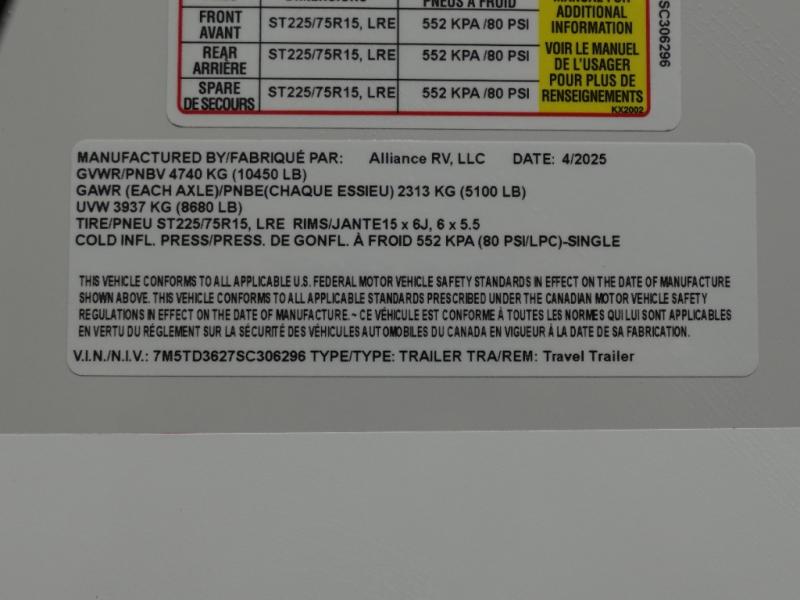 PNEUS À FROID
MANUAL FOR
ADDITIONAL
INFORMATION
FRONT
AVANT
ST225/75R15, LRE
552 KPA /80 PSI
REAR
ARRIÈRE
ST225/75R15, LRE
552 KPA /80 PSI
SPARE
DE SECOURS
ST225/75R15, LRE
552 KPA /80 PSI
VOIR LE MANUEL
DE L'USAGER
POUR PLUS DE
RENSEIGNEMENTS
KX2002
SC306296
MANUFACTURED BY/FABRIQUÉ PAR: Alliance RV, LLC DATE: 4/2025
GVWR/PNBV 4740 KG (10450 LB)
GAWR (EACH AXLE)/PNBE(CHAQUE ESSIEU) 2313 KG (5100 LB)
UVW 3937 KG (8680 LB)
TIRE/PNEU ST225/75R15, LRE RIMS/JANTE15 x 6J, 6 x 5.5
COLD INFL. PRESS/PRESS. DE GONFL. À FROID 552 KPA (80 PSI/LPC)-SINGLE
THIS VEHICLE CONFORMS TO ALL APPLICABLE U.S. FEDERAL MOTOR VEHICLE SAFETY STANDARDS IN EFFECT ON THE DATE OF MANUFACTURE
SHOWN ABOVE. THIS VEHICLE CONFORMS TO ALL APPLICABLE STANDARDS PRESCRIBED UNDER THE CANADIAN MOTOR VEHICLE SAFETY
REGULATIONS IN EFFECT ON THE DATE OF MANUFACTURE. ~ CE VÉHICULE EST CONFORME À TOUTES LES NORMES QUI LUI SONT APPLICABLES
EN VERTU DU RÉGLEMENT SUR LA SÉCURITÉ DES VÉHICULES AUTOMOBILES DU CANADA EN VIGUEUR À LA DATE DE SA FABRICATION.
V.I.N./N.I.V.: 7M5TD3627SC306296 TYPE/TYPE: TRAILER TRA/REM: Travel Trailer